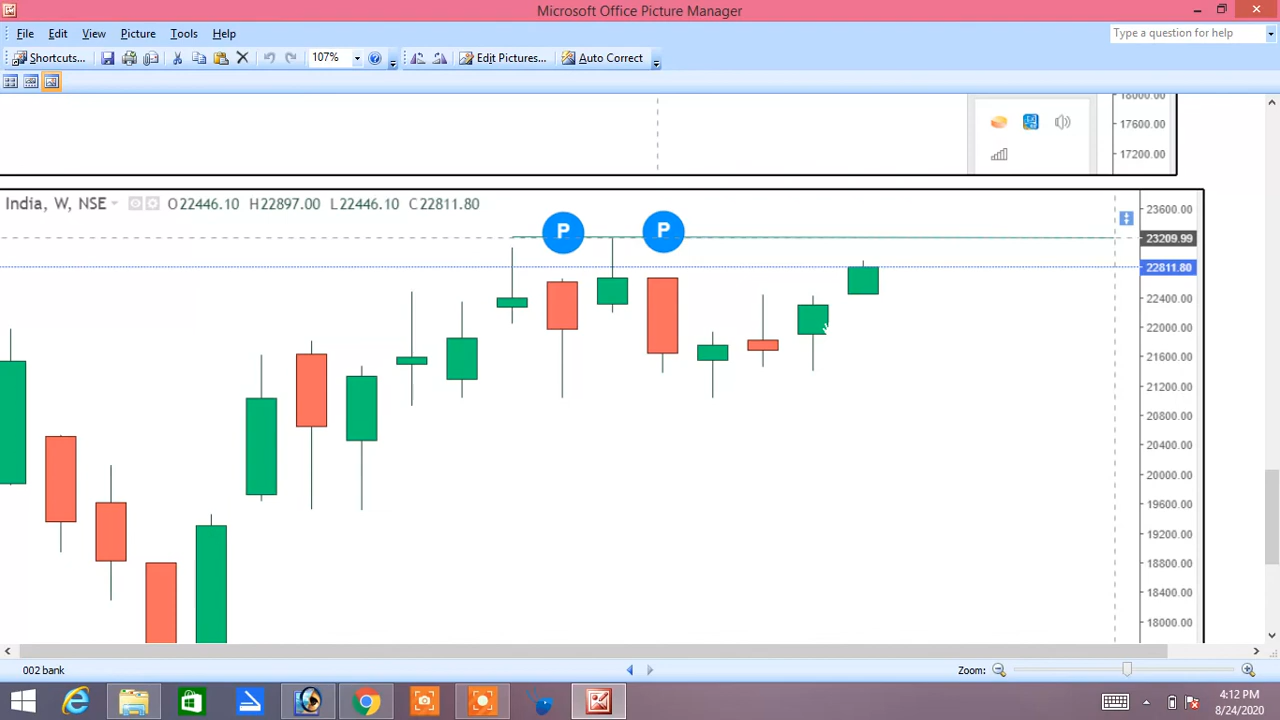 Microsoft Office Picture Manager
File Edit View Picture Tools Help
Type a question for help
Shortcuts... 107% Edit Pictures... Auto Correct
18000.00
17600.00
17200.00
India, W, NSE O22446.10 H22897.00 L22446.10 C22811.80
P P
23600.00
23209.99
22811.80
22400.00
22000.00
21600.00
21200.00
20800.00
20400.00
20000.00
19600.00
19200.00
18800.00
18400.00
18000.00
002 bank
Zoom:
4:12 PM
8/24/2020